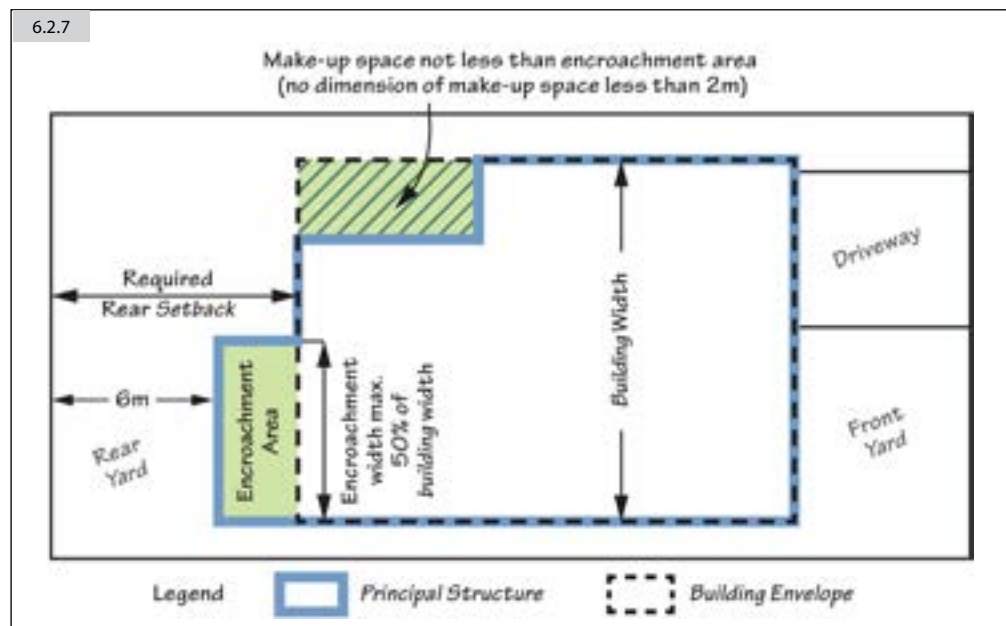 6.2.7
Make-up space not less than encroachment area
(no dimension of make-up space less than 2m)
Required
Rear Setback
6m
Rear
Yard
Encroachment
Area
Encroachment
width max.
50% of
building width
Building Width
Driveway
Front
Yard
Legend
Principal Structure
Building Envelope